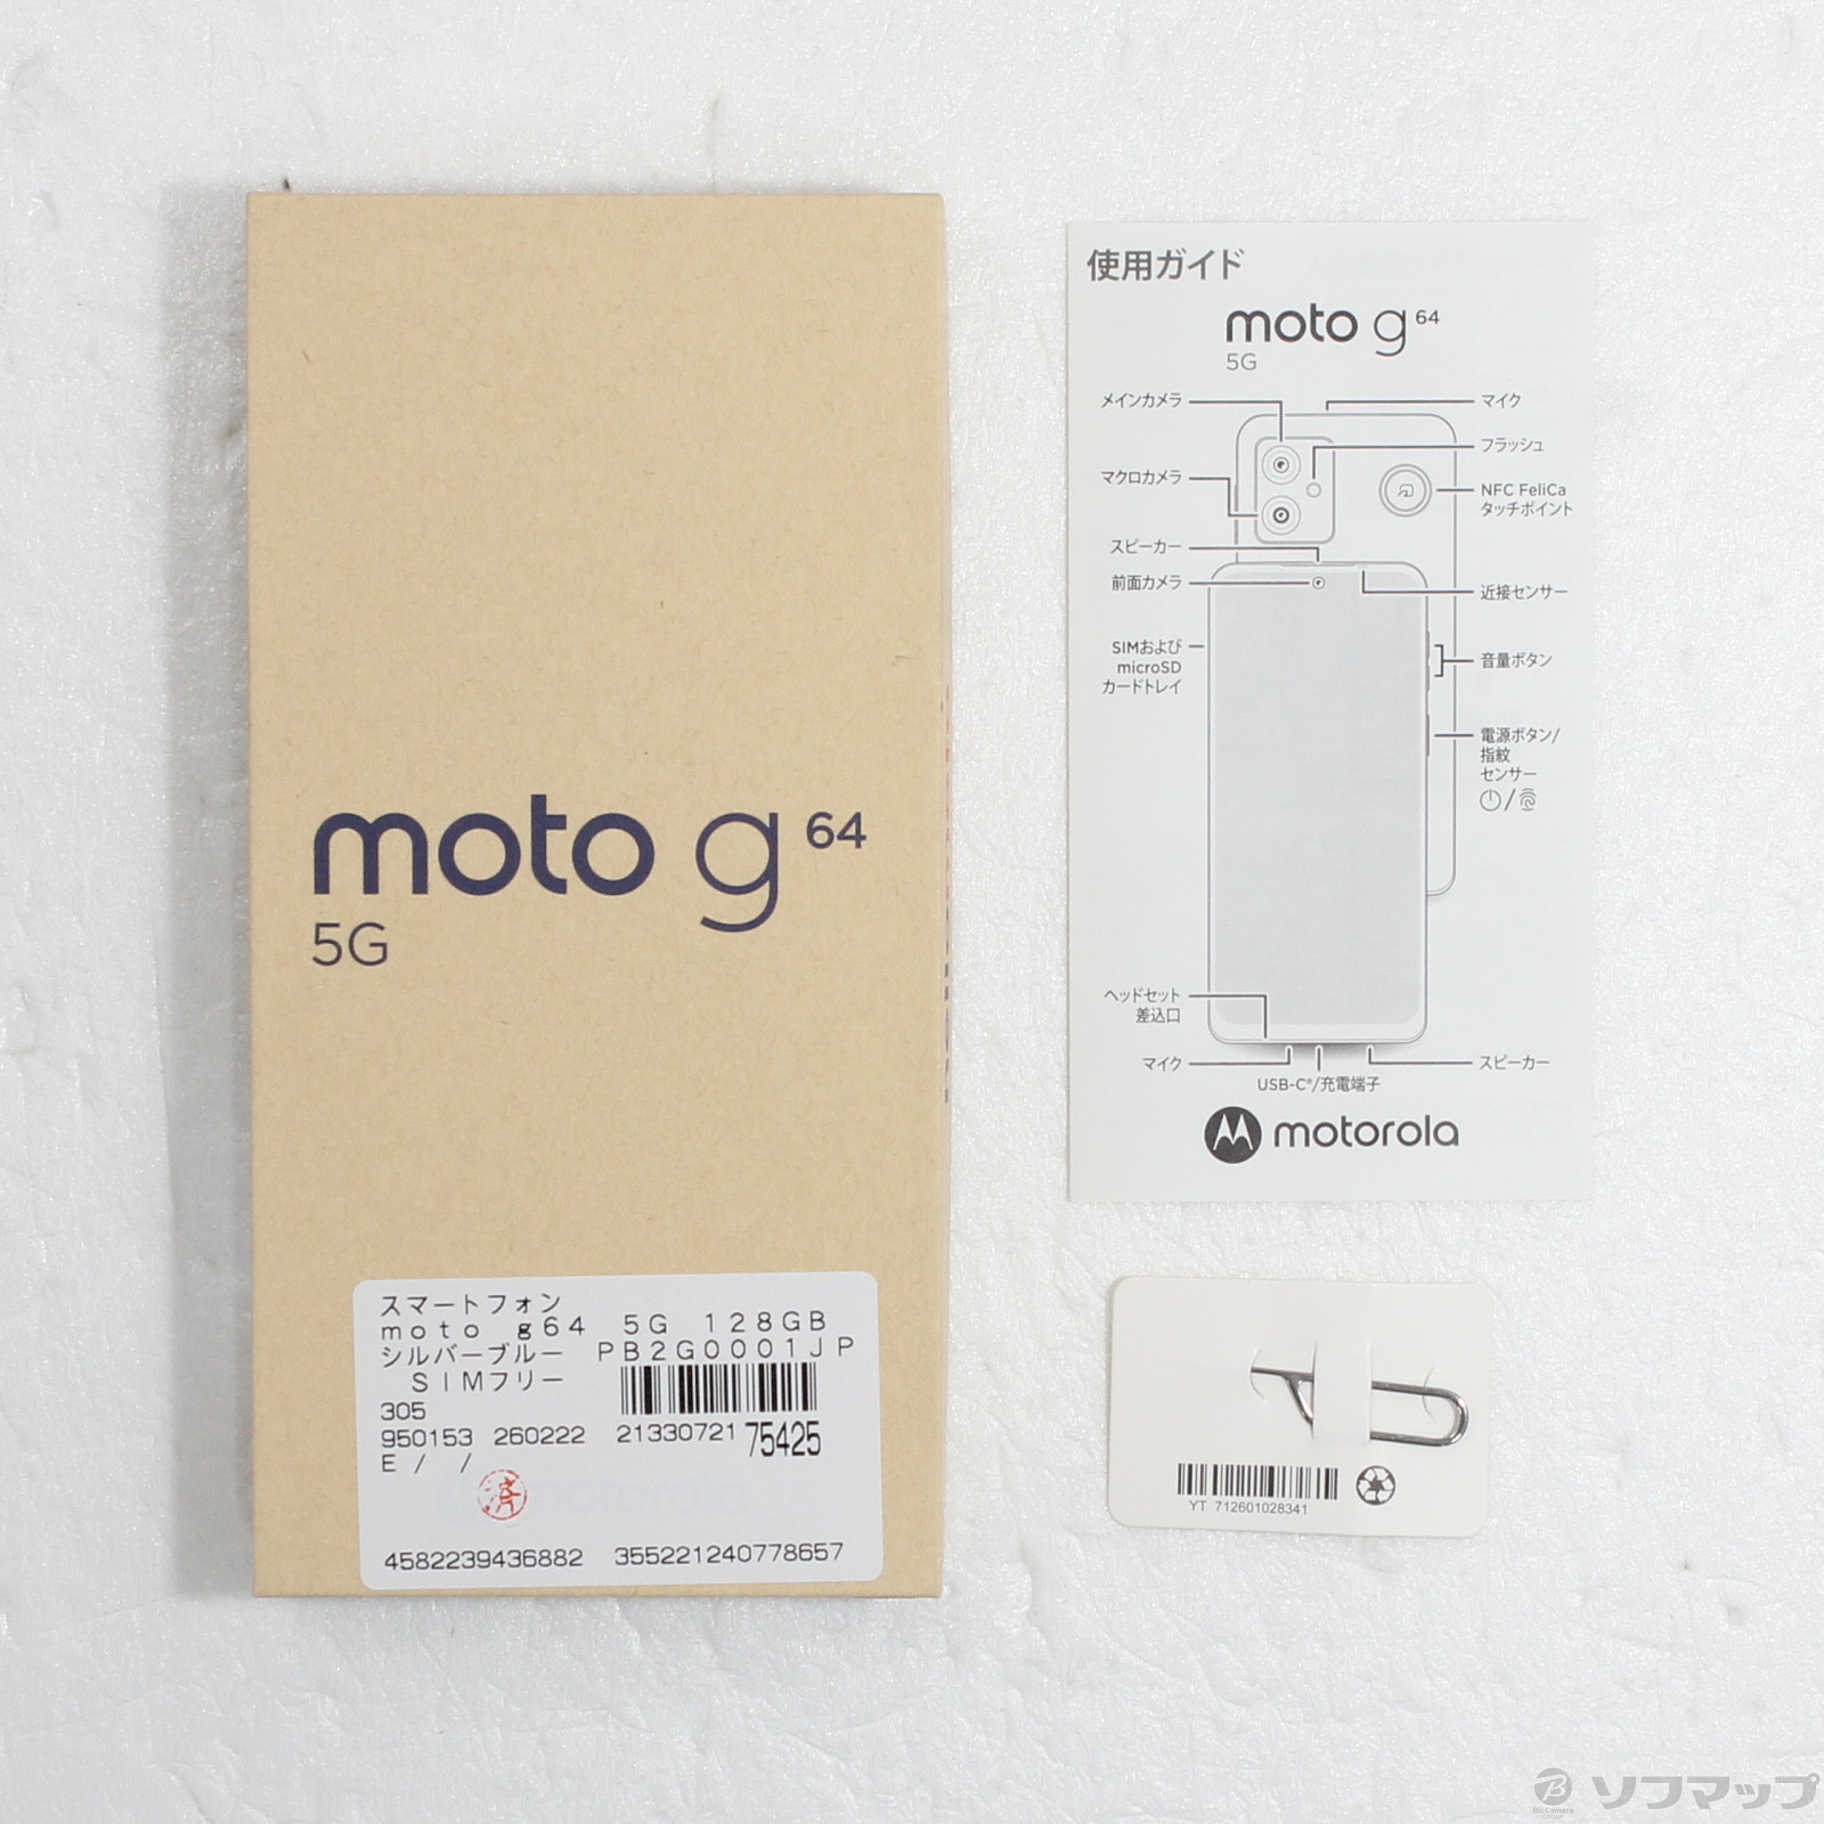 moto g 64
5G
スマートフォン
moto g64 5G 128GB
シルバーブルー PB2G0001JP
SIMフリー
305
950153 260222 21330721 75425
E / /
済
4582239436882 355221240778657
使用ガイド
moto g 64
5G
メインカメラ
マイク
フラッシュ
マクロカメラ
NFC FeliCa
タッチポイント
スピーカー
前面カメラ
近接センサー
SIMおよび
microSD
カードトレイ
音量ボタン
電源ボタン/
指紋
センサー
ヘッドセット
差込口
マイク
スピーカー
USB-C®/充電端子
motorola
YT 712601028341
BicCamera
GROUP
ソフマップ